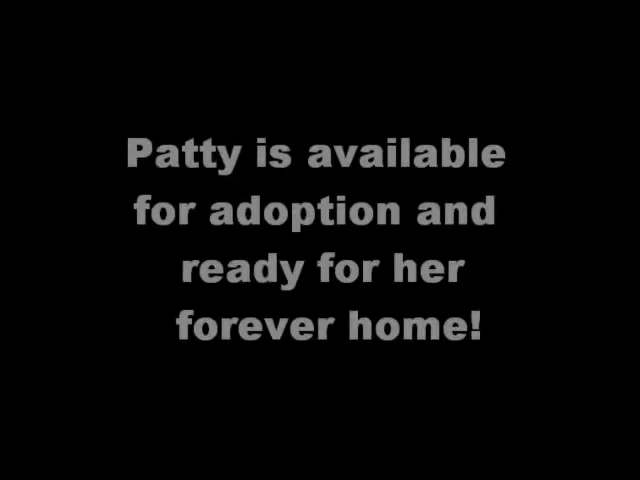 Patty is available
for adoption and
ready for her
forever home!